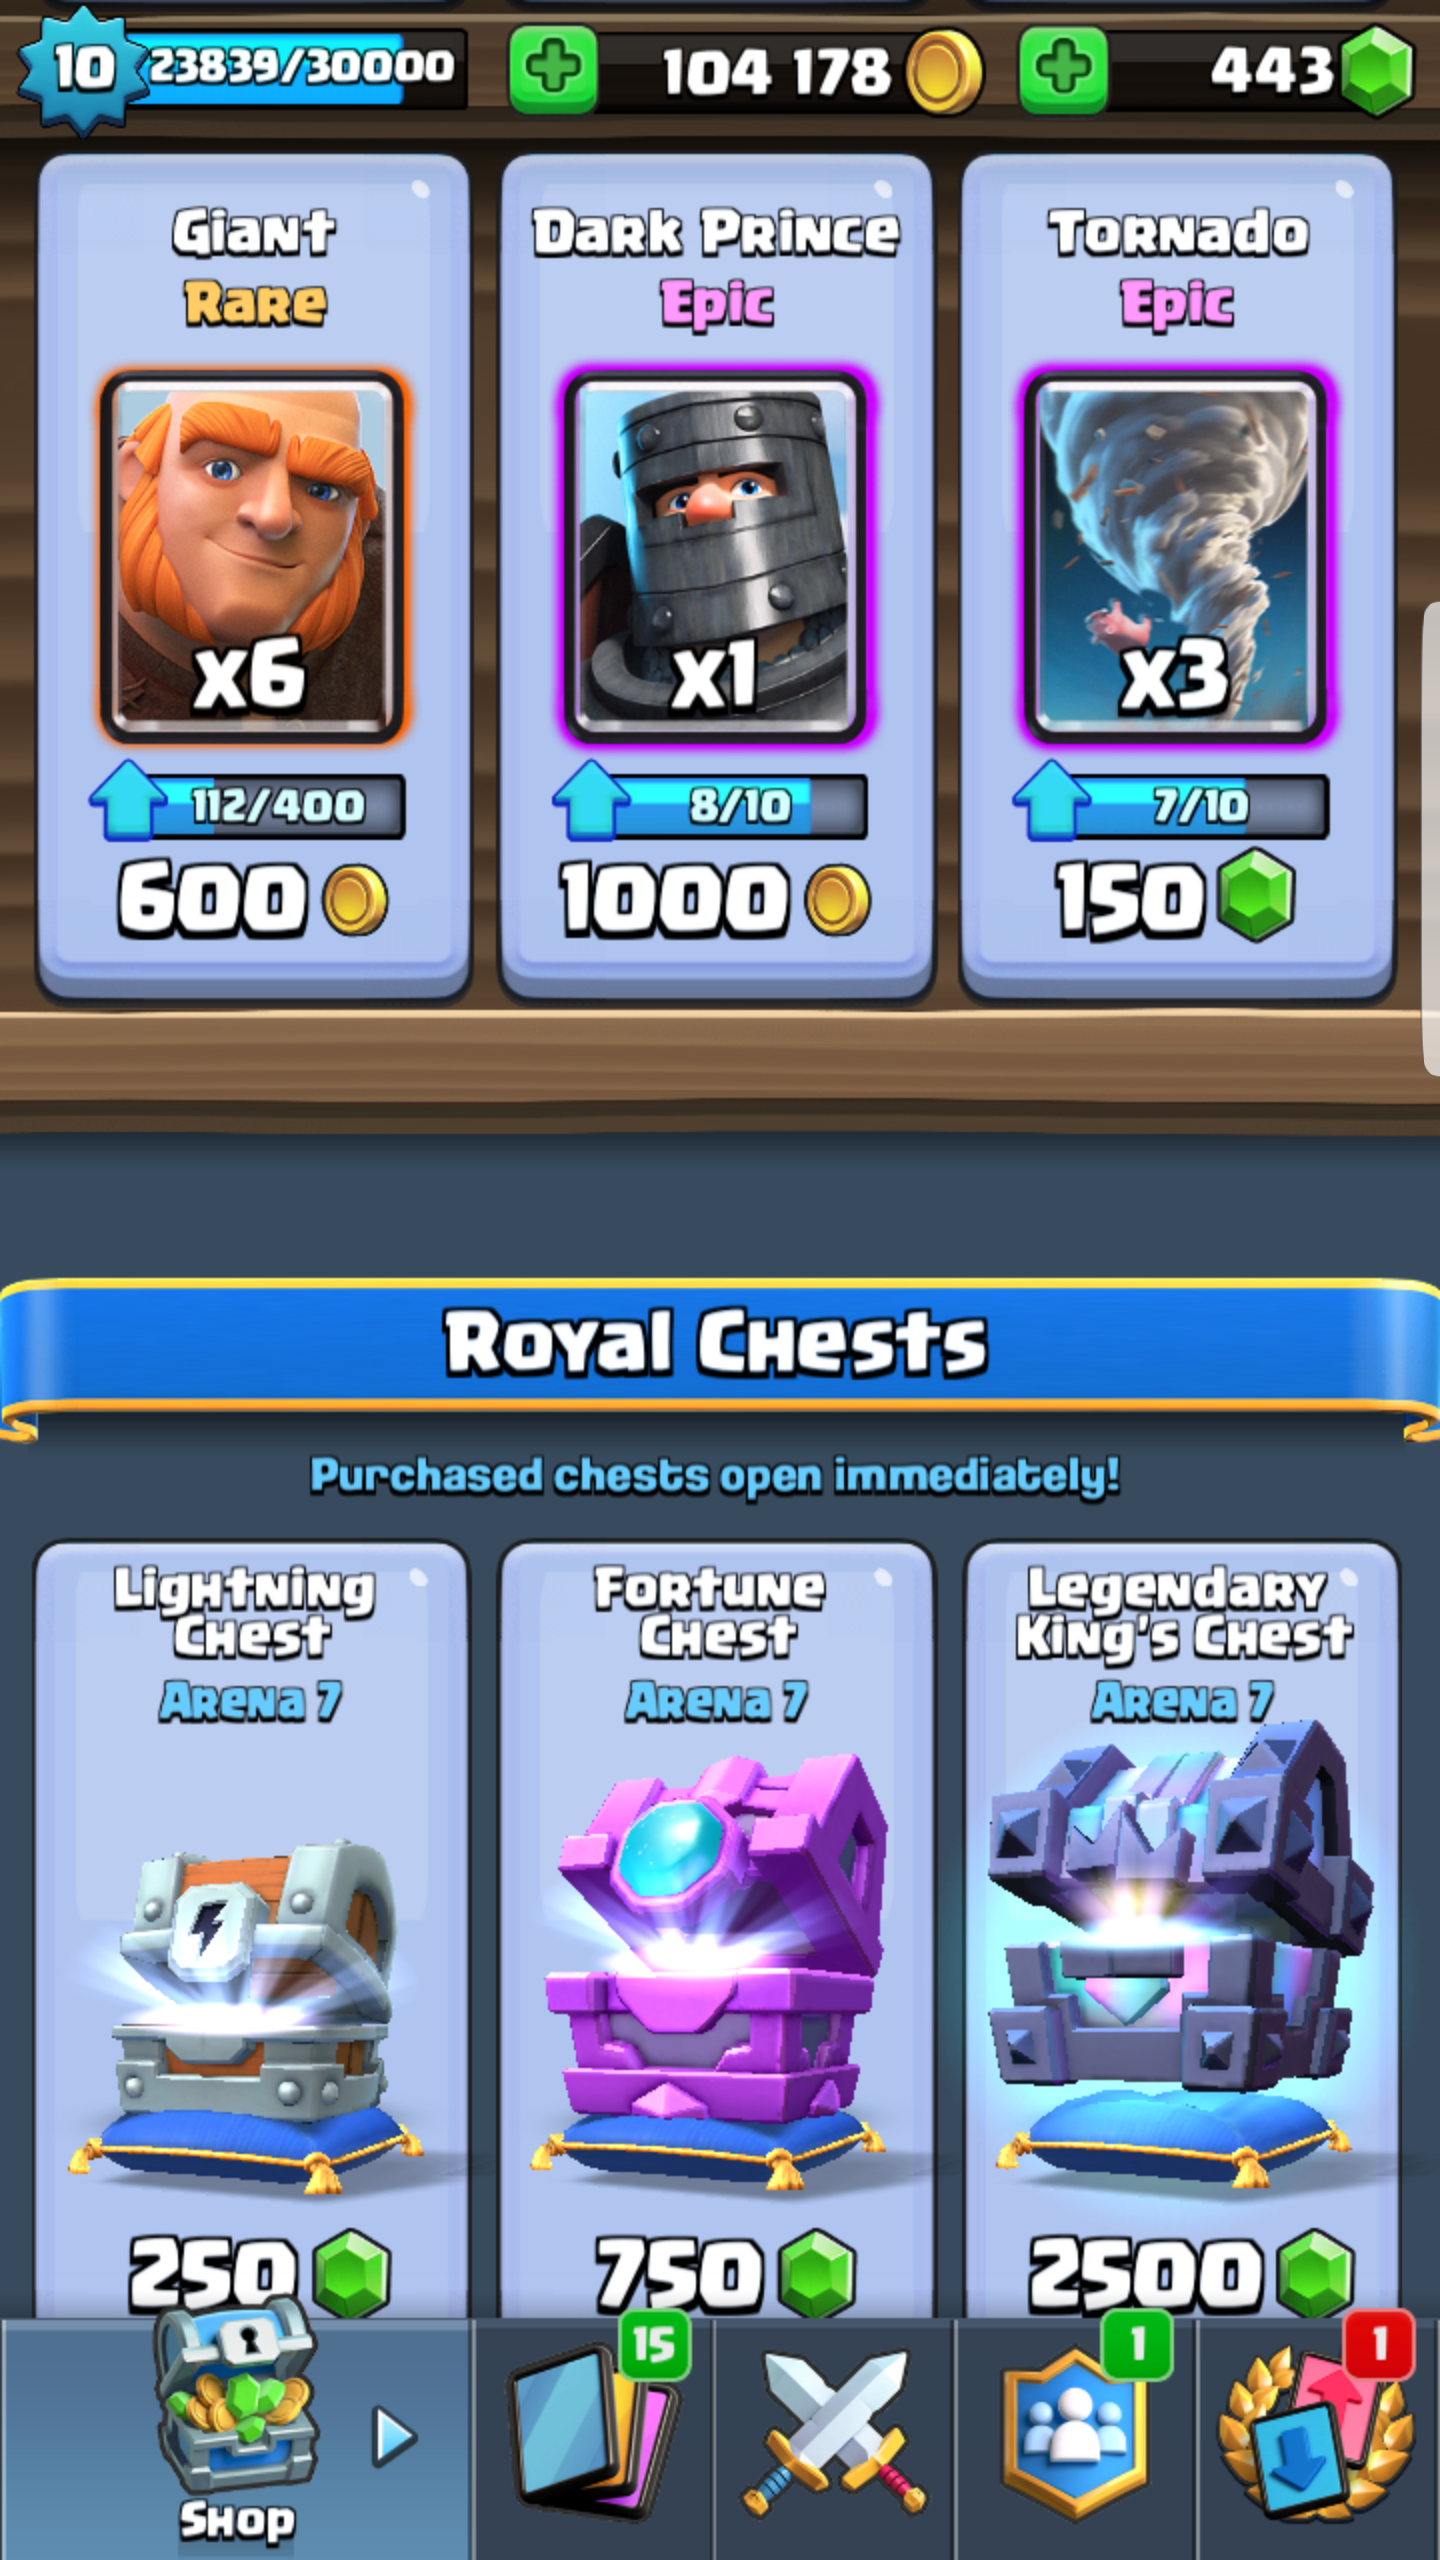 10 23839/30000 104 178 443
Giant Dark Prince Tornado
Rare Epic Epic
x6 x1 x3
112/400 8/10 7/10
600 1000 150
Royal Chests
Purchased chests open immediately!
Lightning Chest
Arena 7
Fortune Chest
Arena 7
Legendary King's Chest
Arena 7
250 750 2500
15 1 1
Shop